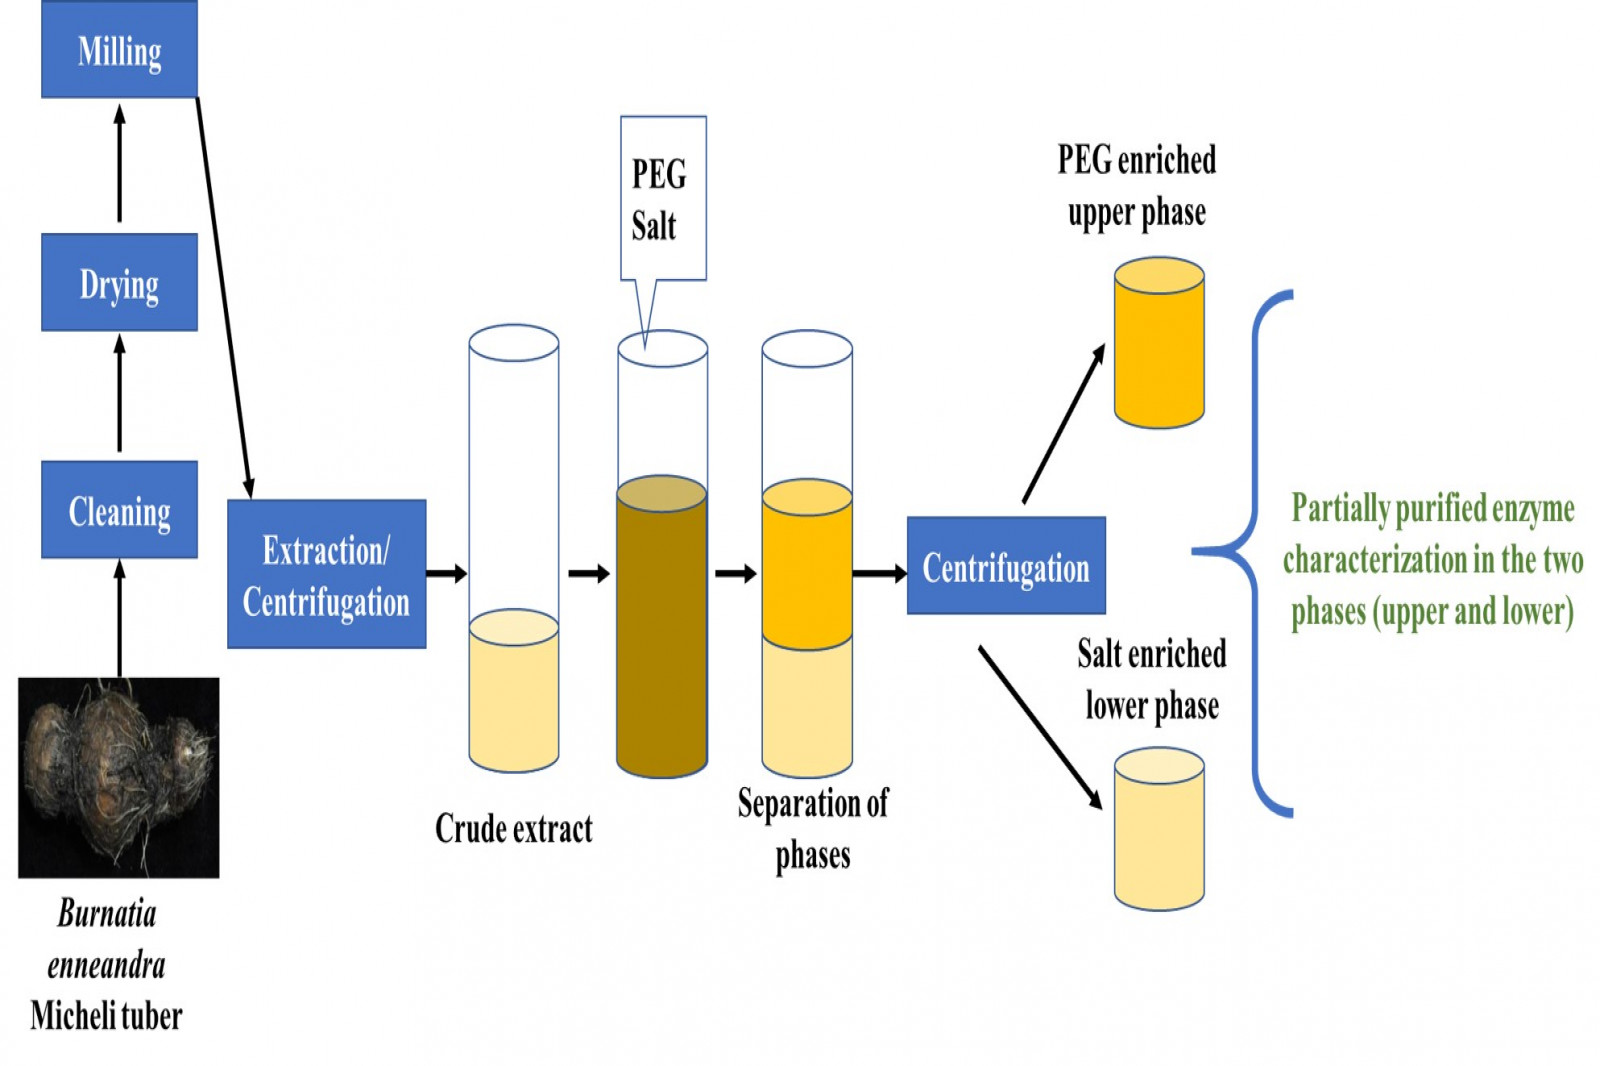 Milling
Drying
Cleaning
Burnatia
enneandra
Micheli tuber
Extraction/
Centrifugation
Crude extract
PEG
Salt
Separation of
phases
Centrifugation
PEG enriched
upper phase
Salt enriched
lower phase
Partially purified enzyme
characterization in the two
phases (upper and lower)